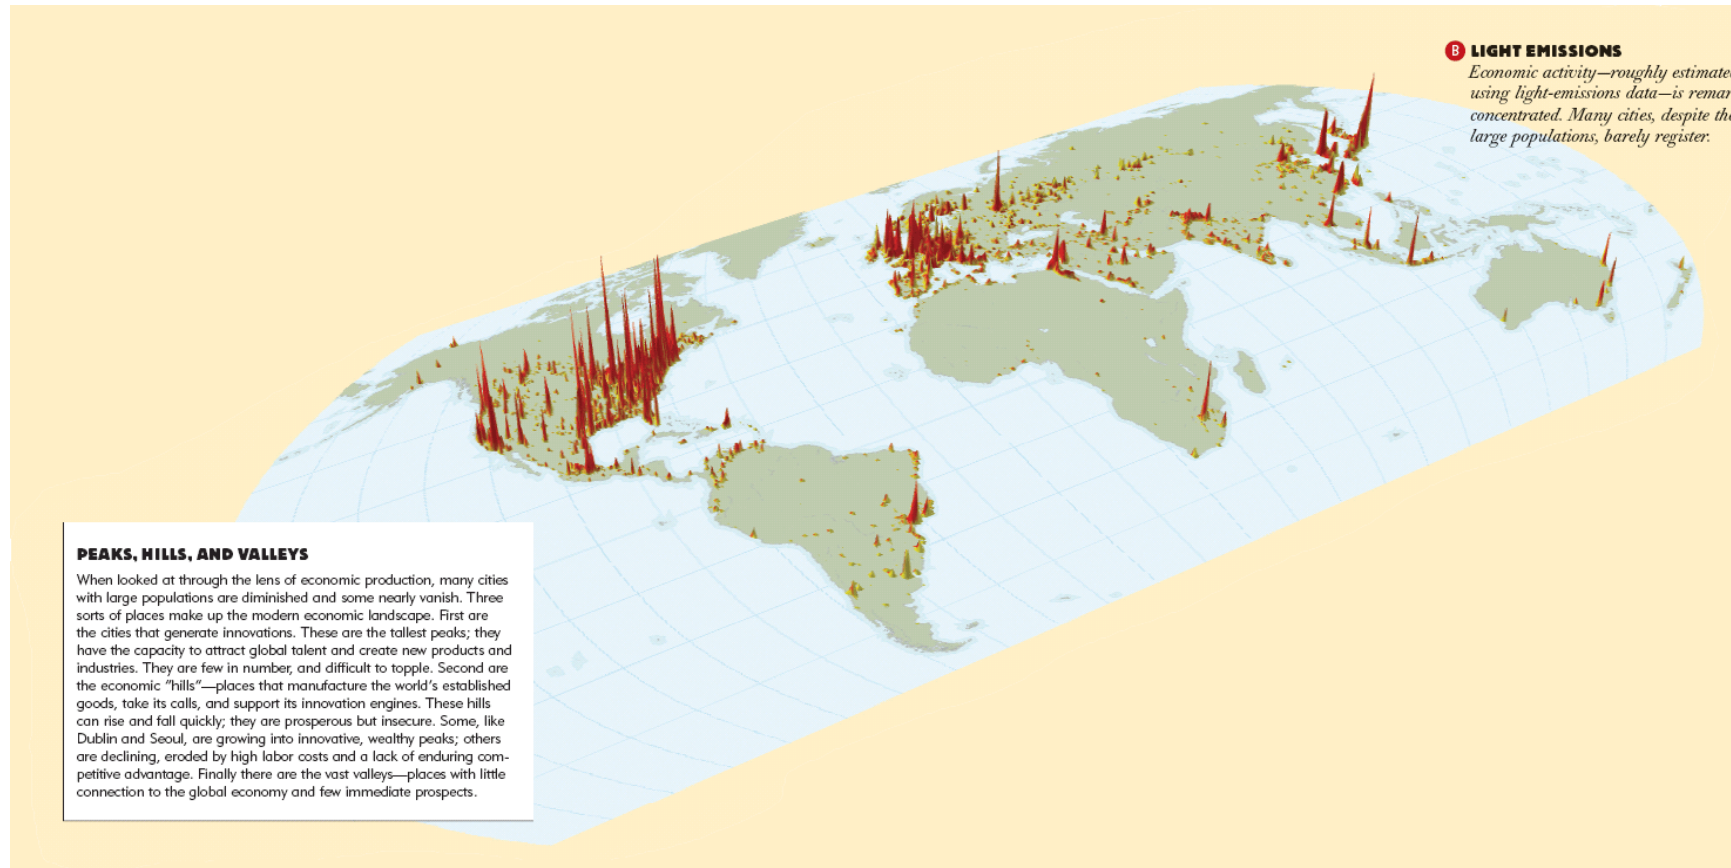 B LIGHT EMISSIONS
Economic activity—roughly estimated
using light-emissions data—is remar
concentrated. Many cities, despite the
large populations, barely register.
PEAKS, HILLS, AND VALLEYS
When looked at through the lens of economic production, many cities
with large populations are diminished and some nearly vanish. Three
sorts of places make up the modern economic landscape. First are
the cities that generate innovations. These are the tallest peaks; they
have the capacity to attract global talent and create new products and
industries. They are few in number, and difficult to topple. Second are
the economic “hills”—places that manufacture the world’s established
goods, take its calls, and support its innovation engines. These hills
can rise and fall quickly; they are prosperous but insecure. Some, like
Dublin and Seoul, are growing into innovative, wealthy peaks; others
are declining, eroded by high labor costs and a lack of enduring com-
petitive advantage. Finally there are the vast valleys—places with little
connection to the global economy and few immediate prospects.